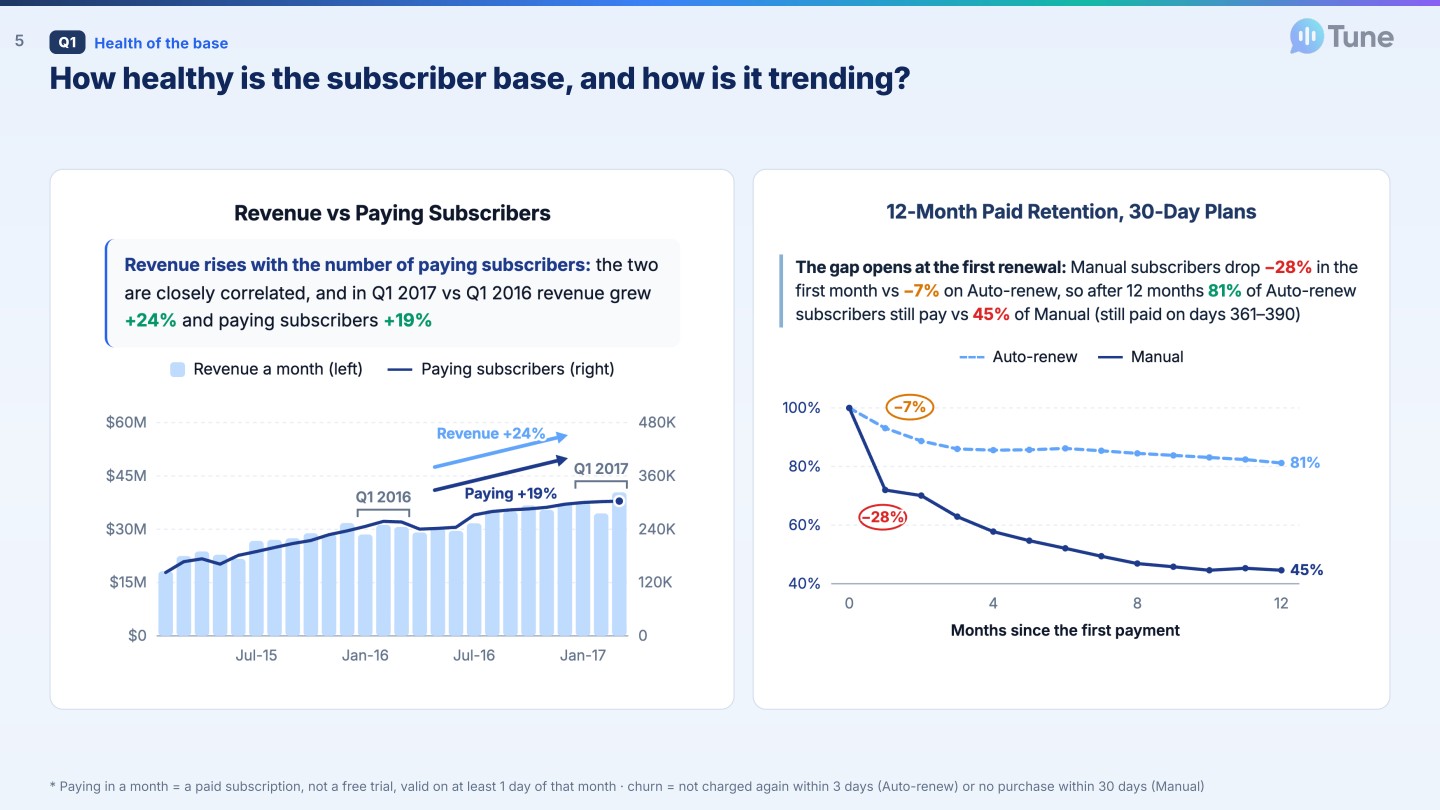 5
Q1 Health of the base
Tune
How healthy is the subscriber base, and how is it trending?
Revenue vs Paying Subscribers
Revenue rises with the number of paying subscribers: the two
are closely correlated, and in Q1 2017 vs Q1 2016 revenue grew
+24% and paying subscribers +19%
Revenue a month (left) Paying subscribers (right)
$60M 480K
Revenue +24%
$45M 360K
Q1 2017
Paying +19%
Q1 2016
$30M 240K
$15M 120K
$0 0
Jul-15 Jan-16 Jul-16 Jan-17
12-Month Paid Retention, 30-Day Plans
The gap opens at the first renewal: Manual subscribers drop −28% in the
first month vs −7% on Auto-renew, so after 12 months 81% of Auto-renew
subscribers still pay vs 45% of Manual (still paid on days 361–390)
Auto-renew Manual
100%
−7%
80%
81%
60%
−28%
40%
45%
0 4 8 12
Months since the first payment
* Paying in a month = a paid subscription, not a free trial, valid on at least 1 day of that month · churn = not charged again within 3 days (Auto-renew) or no purchase within 30 days (Manual)